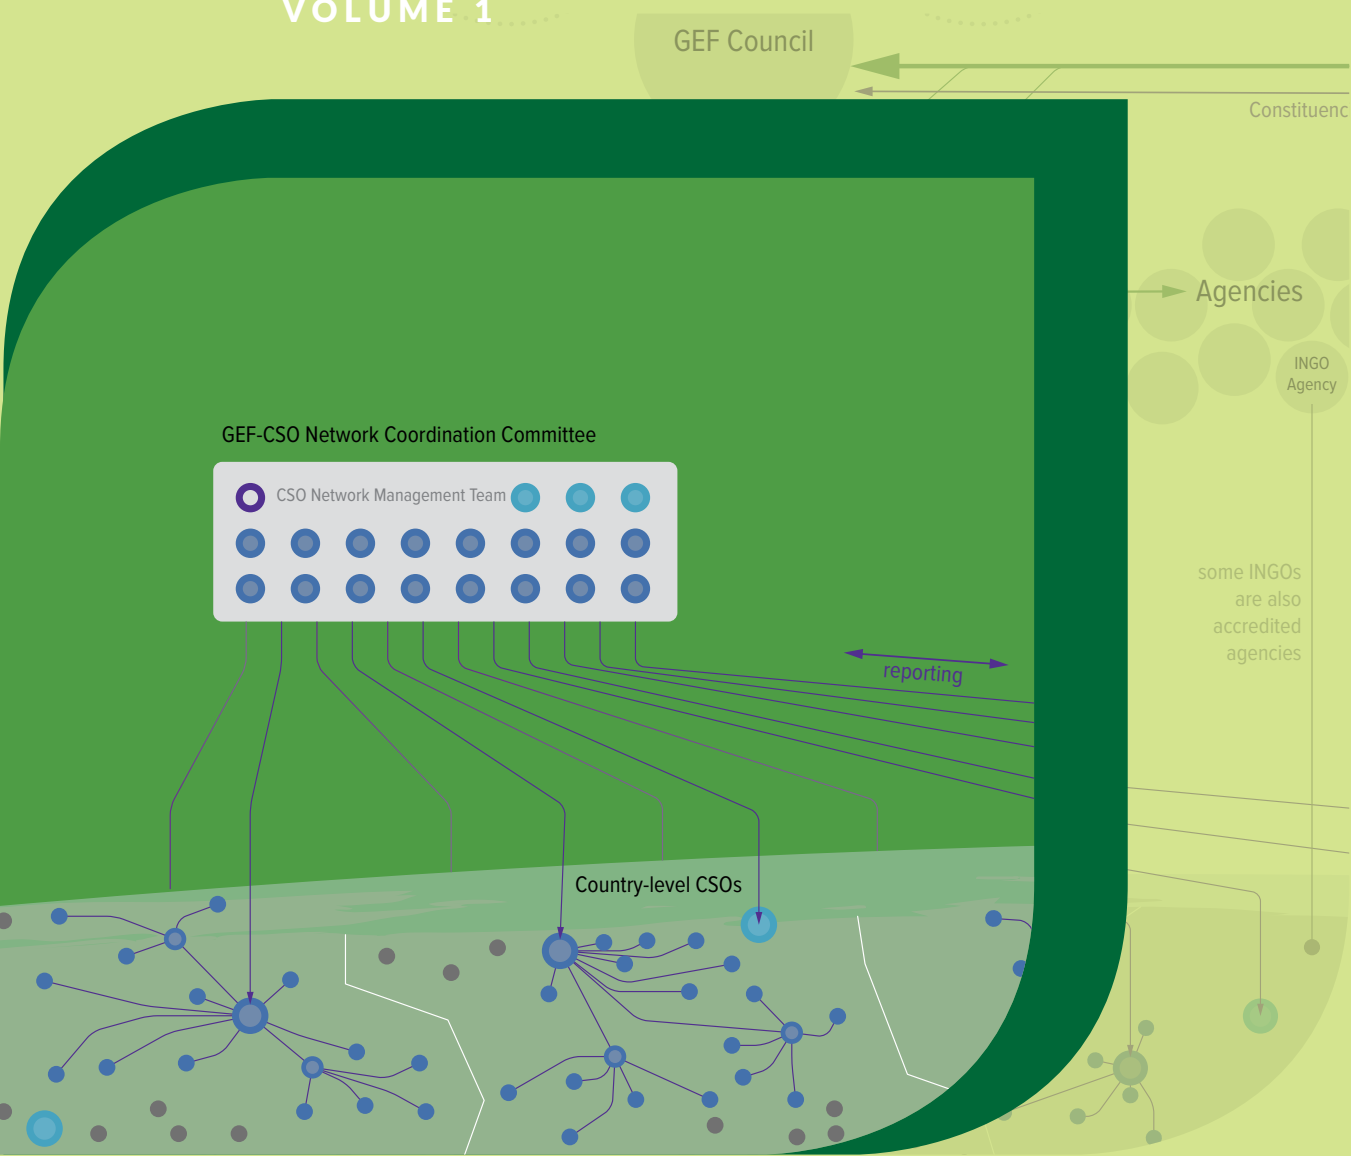 VOLUME 1
GEF Council
Constituenc
Agencies
INGO
Agency
GEF-CSO Network Coordination Committee
CSO Network Management Team
some INGOs
are also
accredited
agencies
reporting
Country-level CSOs